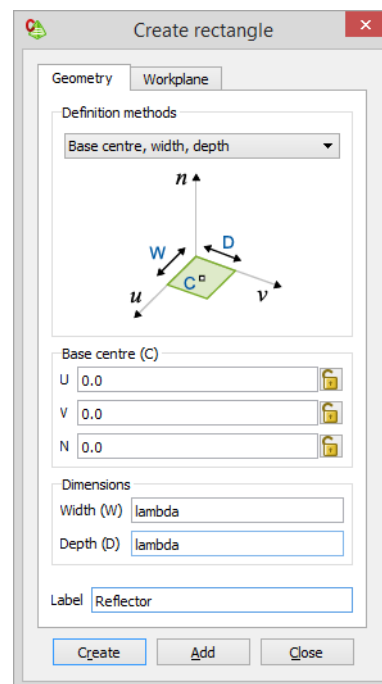 Create rectangle
Geometry
Workplane
Definition methods
Base centre, width, depth
n
W
D
C
u
v
Base centre (C)
U 0.0
V 0.0
N 0.0
Dimensions
Width (W) lambda
Depth (D) lambda
Label Reflector
Create Add Close